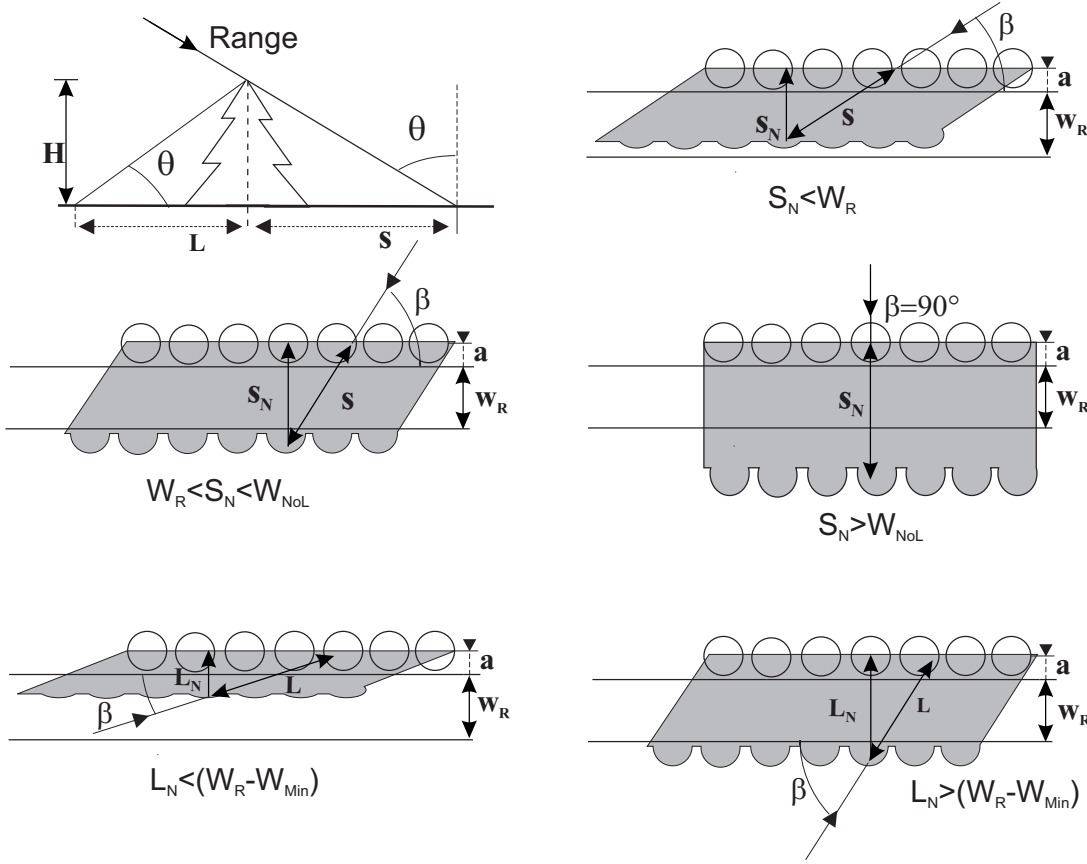 Range
H
θ
θ
L
s
β
a
w_R
s_N
s
S_N<W_R
β
a
w_R
s_N
s
W_R<S_N<W_NoL
β=90°
a
w_R
s_N
S_N>W_NoL
a
w_R
L_N
L
β
L_N<(W_R-W_Min)
a
w_R
L_N
L
β
L_N>(W_R-W_Min)